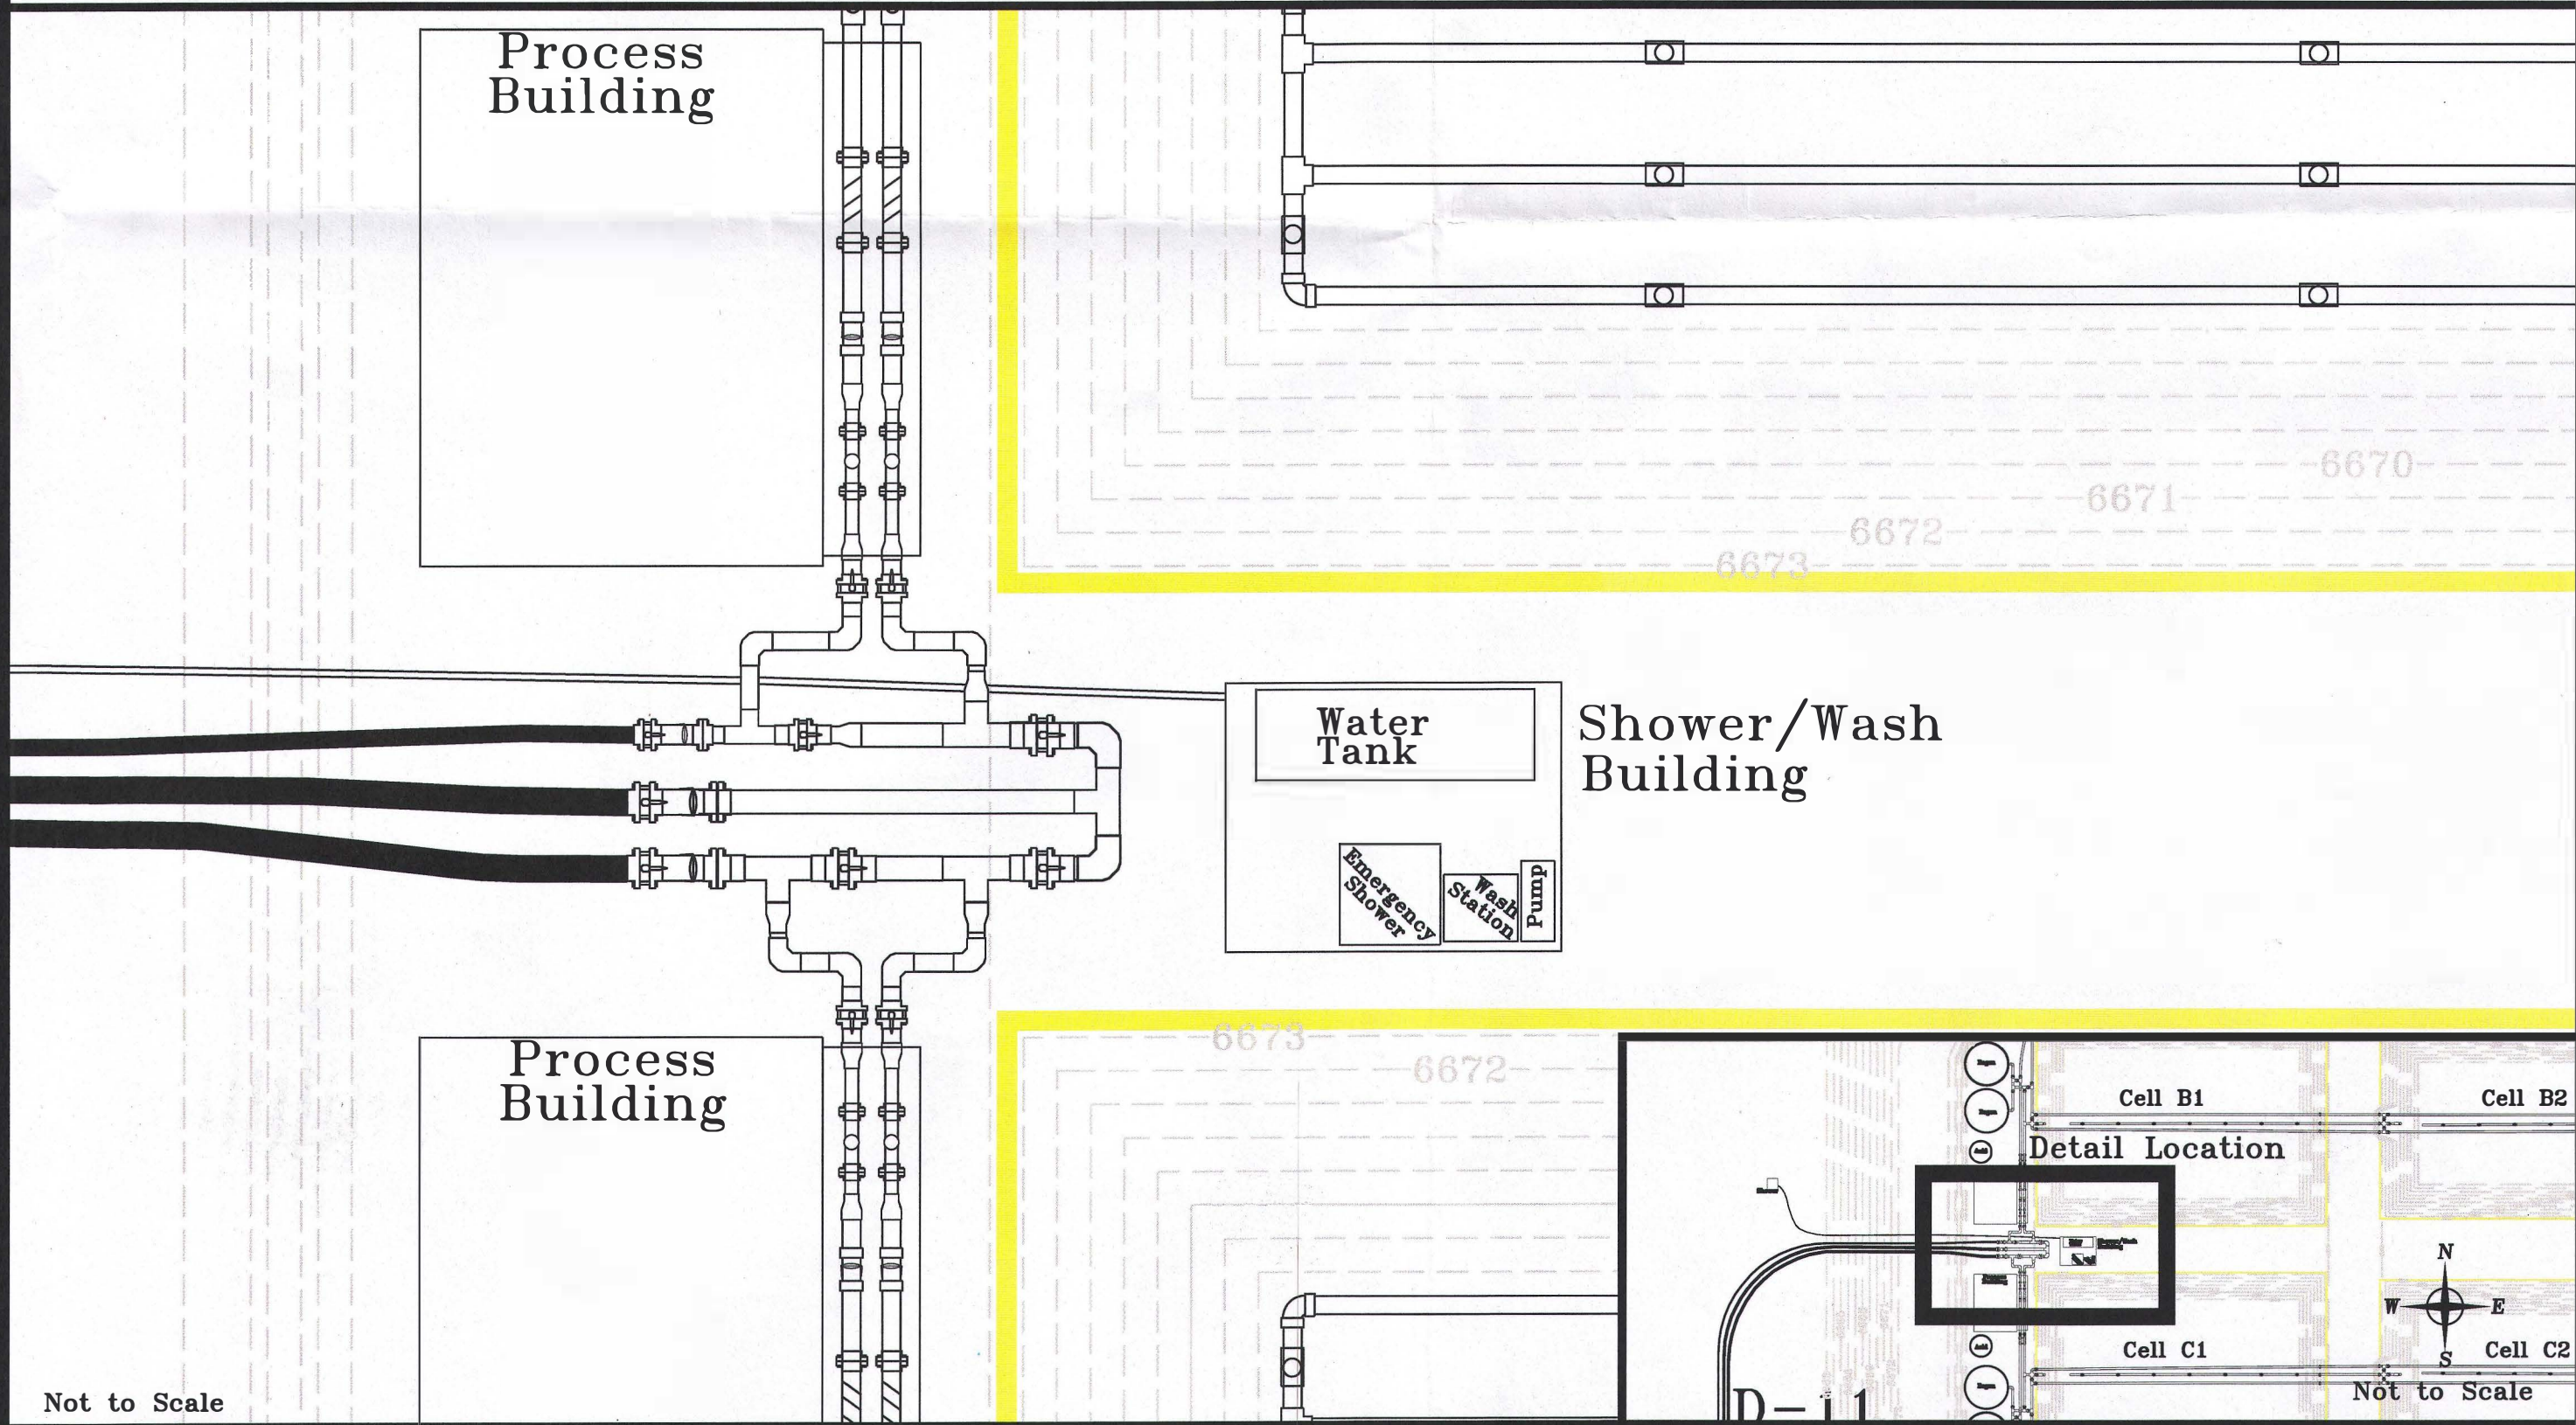 Process
Building
6670
6671
6672
6673
Water
Tank
Shower/Wash
Building
Emergency
Shower
Wash
Station
Pump
6673
6672
Process
Building
Not to Scale
Cell B1
Cell B2
Detail Location
N
W
E
S
Cell C1
Cell C2
Not to Scale
D-11